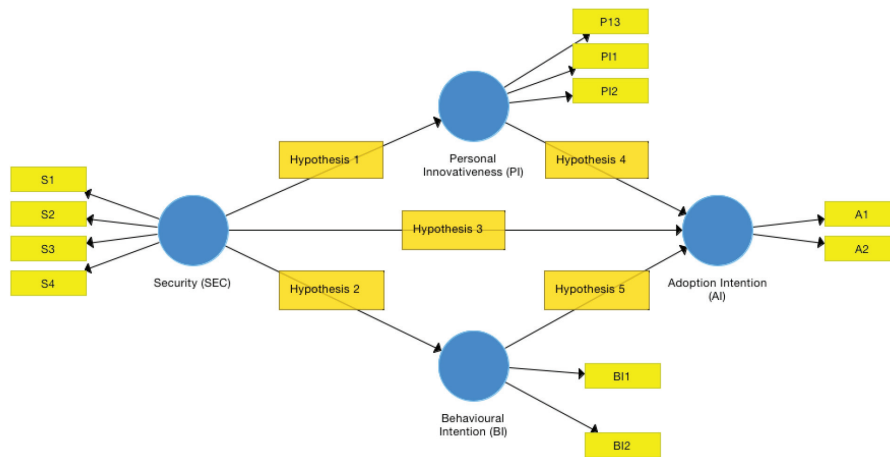 P13
PI1
PI2
Personal
Innovativeness (PI)
Hypothesis 1
Hypothesis 4
S1
S2
S3
S4
Security (SEC)
Hypothesis 3
A1
A2
Adoption Intention
(AI)
Hypothesis 2
Hypothesis 5
Behavioural
Intention (BI)
BI1
BI2